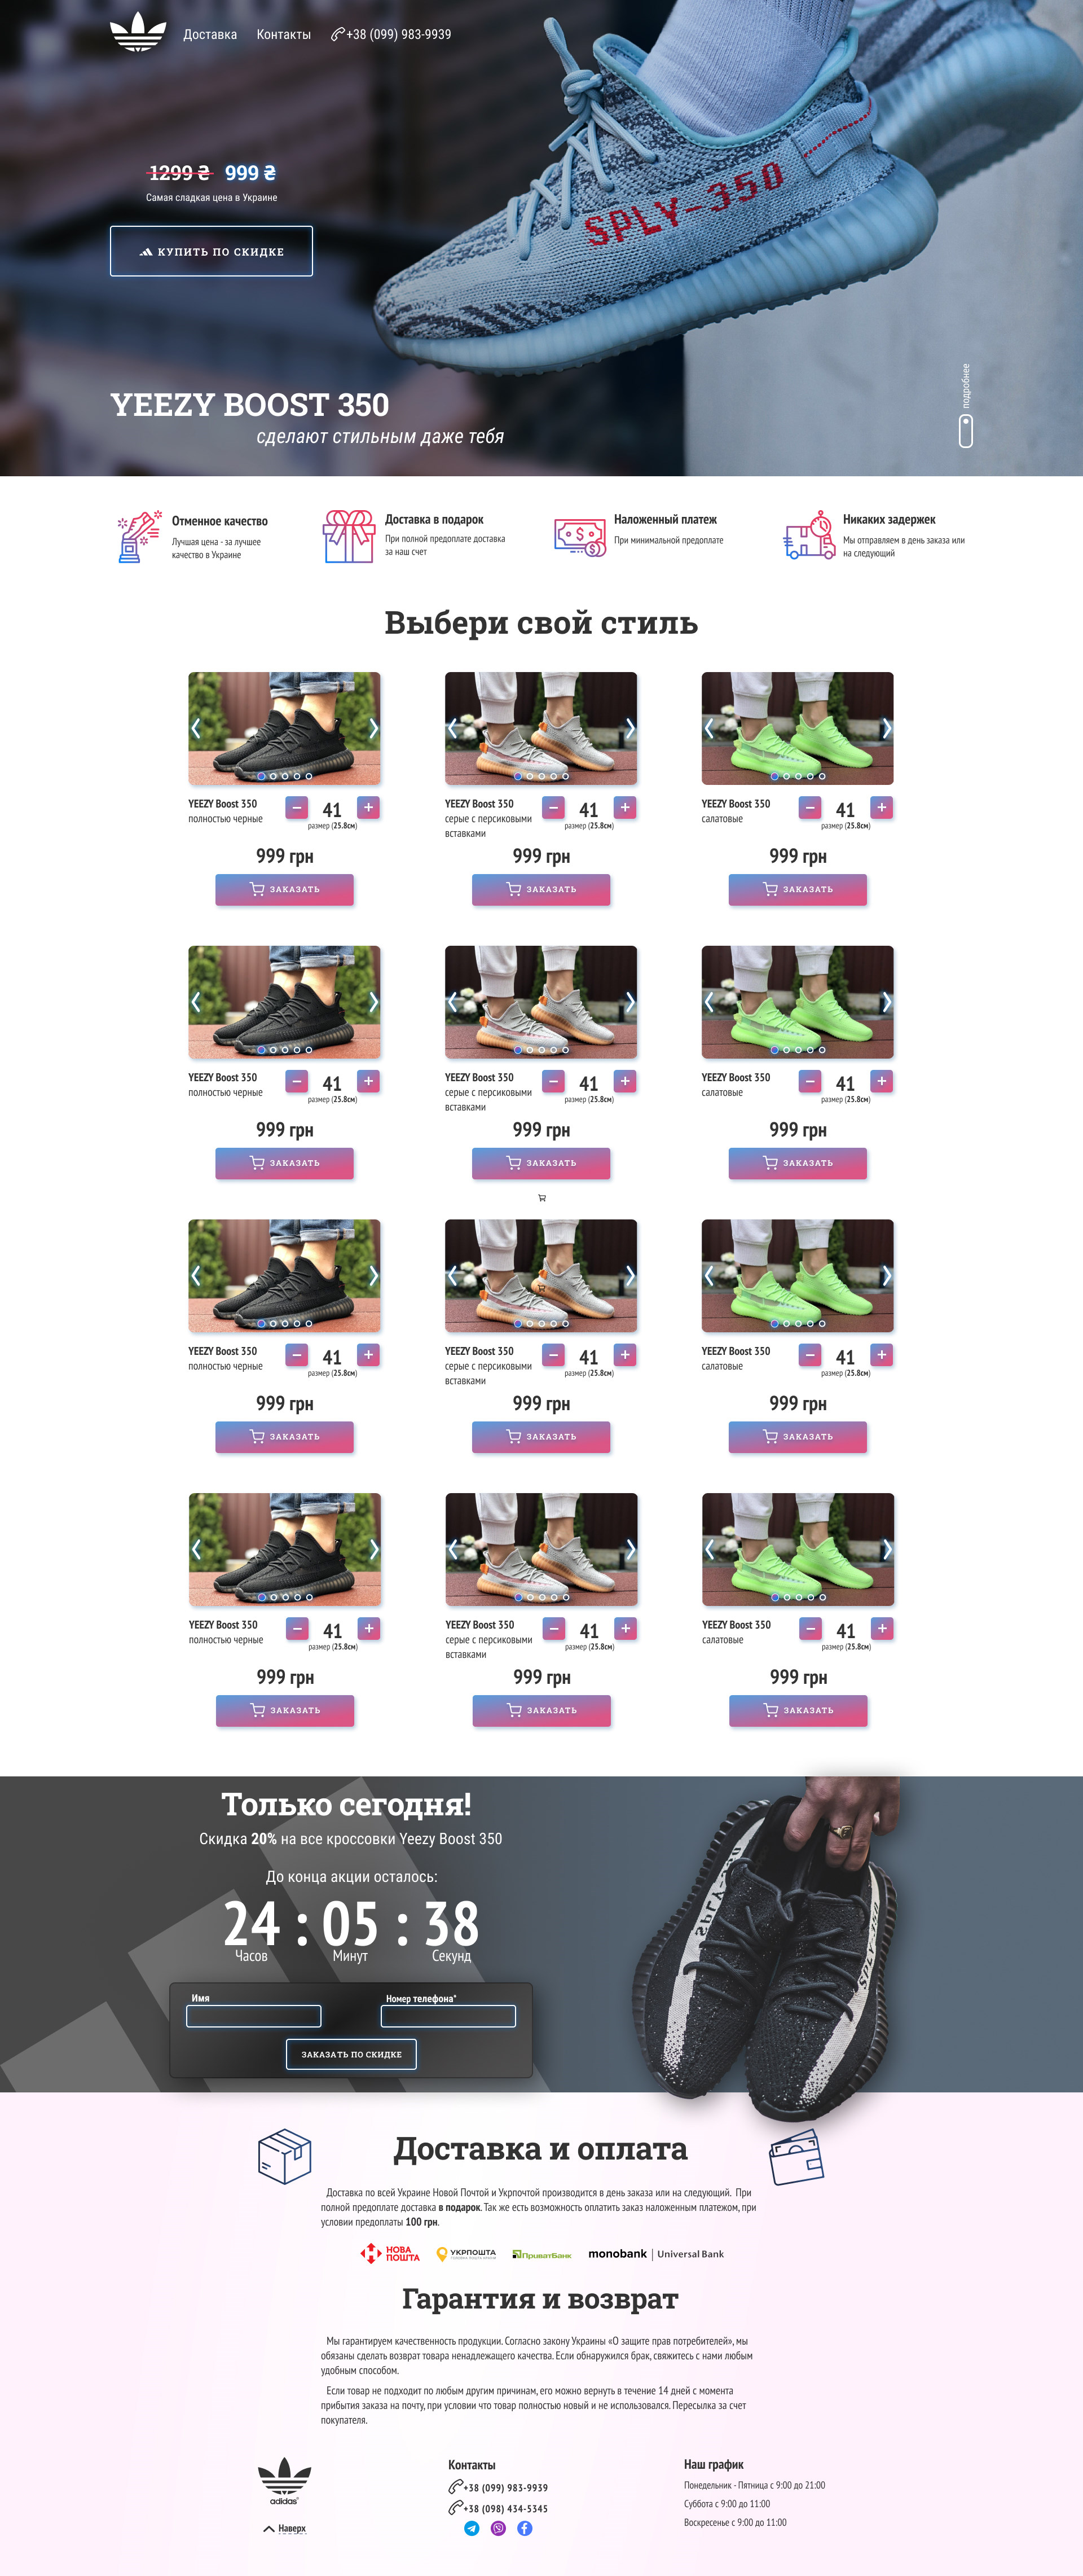 Доставка Контакты +38 (099) 983-9939
1299 ₴ 999 ₴
Самая сладкая цена в Украине
КУПИТЬ ПО СКИДКЕ
SPLY-350
YEEZY BOOST 350
сделают стильным даже тебя
подробнее
Отменное качество
Лучшая цена - за лучшее
качество в Украине
Доставка в подарок
При полной предоплате доставка
за наш счет
Наложенный платеж
При минимальной предоплате
Никаких задержек
Мы отправляем в день заказа или
на следующий
Выбери свой стиль
YEEZY Boost 350
полностью черные
41
размер (25.8см)
999 грн
ЗАКАЗАТЬ
YEEZY Boost 350
серые с персиковыми
вставками
41
размер (25.8см)
999 грн
ЗАКАЗАТЬ
YEEZY Boost 350
салатовые
41
размер (25.8см)
999 грн
ЗАКАЗАТЬ
YEEZY Boost 350
полностью черные
41
размер (25.8см)
999 грн
ЗАКАЗАТЬ
YEEZY Boost 350
серые с персиковыми
вставками
41
размер (25.8см)
999 грн
ЗАКАЗАТЬ
YEEZY Boost 350
салатовые
41
размер (25.8см)
999 грн
ЗАКАЗАТЬ
YEEZY Boost 350
полностью черные
41
размер (25.8см)
999 грн
ЗАКАЗАТЬ
YEEZY Boost 350
серые с персиковыми
вставками
41
размер (25.8см)
999 грн
ЗАКАЗАТЬ
YEEZY Boost 350
салатовые
41
размер (25.8см)
999 грн
ЗАКАЗАТЬ
YEEZY Boost 350
полностью черные
41
размер (25.8см)
999 грн
ЗАКАЗАТЬ
YEEZY Boost 350
серые с персиковыми
вставками
41
размер (25.8см)
999 грн
ЗАКАЗАТЬ
YEEZY Boost 350
салатовые
41
размер (25.8см)
999 грн
ЗАКАЗАТЬ
Только сегодня!
Скидка 20% на все кроссовки Yeezy Boost 350
До конца акции осталось:
24 : 05 : 38
Часов Минут Секунд
Имя
Номер телефона*
ЗАКАЗАТЬ ПО СКИДКЕ
Доставка и оплата
Доставка по всей Украине Новой Почтой и Укрпочтой производится в день заказа или на следующий. При
полной предоплате доставка в подарок. Так же есть возможность оплатить заказ наложенным платежом, при
условии предоплаты 100 грн.
НОВА
ПОШТА
УКРПОШТА
ПриватБанк
monobank | Universal Bank
Гарантия и возврат
Мы гарантируем качественность продукции. Согласно закону Украины «О защите прав потребителей», мы
обязаны сделать возврат товара ненадлежащего качества. Если обнаружился брак, свяжитесь с нами любым
удобным способом.
Если товар не подходит по любым другим причинам, его можно вернуть в течение 14 дней с момента
прибытия заказа на почту, при условии что товар полностью новый и не использовался. Пересылка за счет
покупателя.
adidas
Наверх
Контакты
+38 (099) 983-9939
+38 (098) 434-5345
Наш график
Понедельник - Пятница с 9:00 до 21:00
Суббота с 9:00 до 11:00
Воскресенье с 9:00 до 11:00